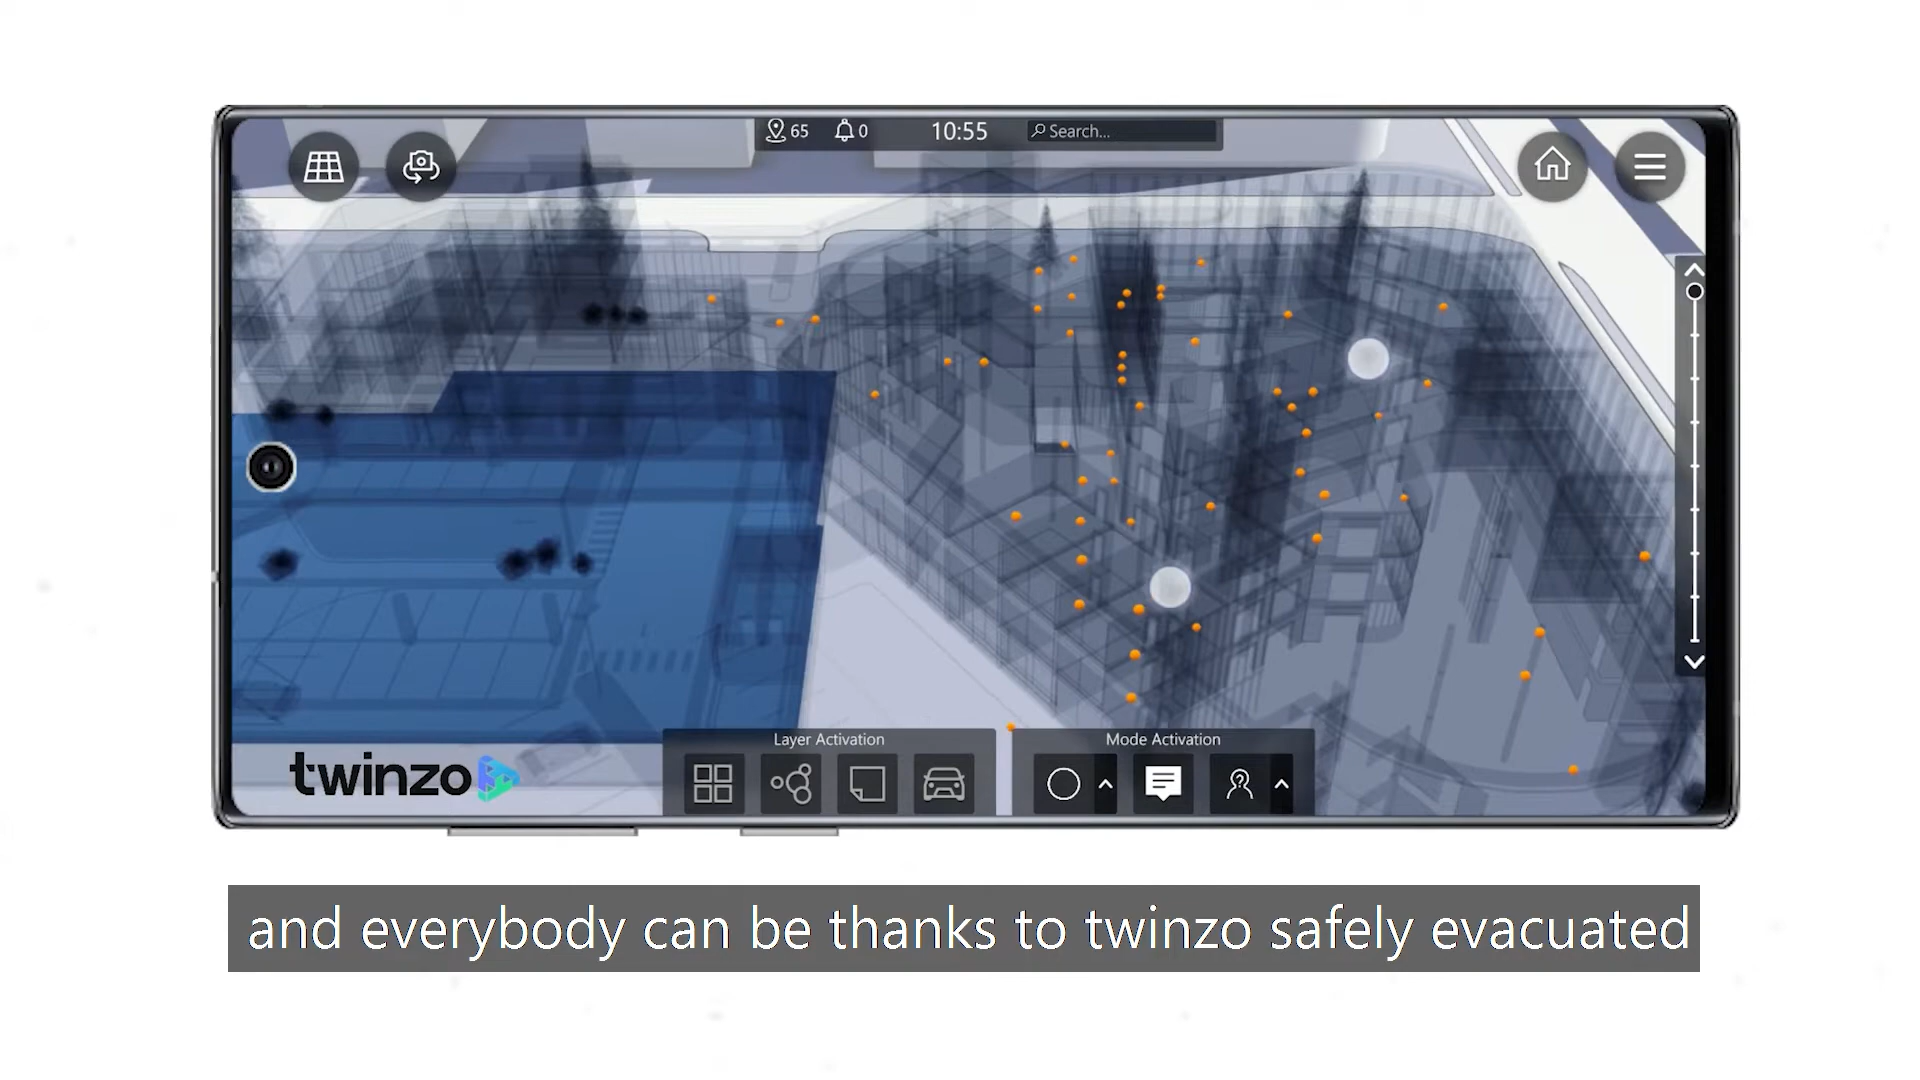 65 0 10:55 Search...
Layer Activation Mode Activation
twinzo
and everybody can be thanks to twinzo safely evacuated